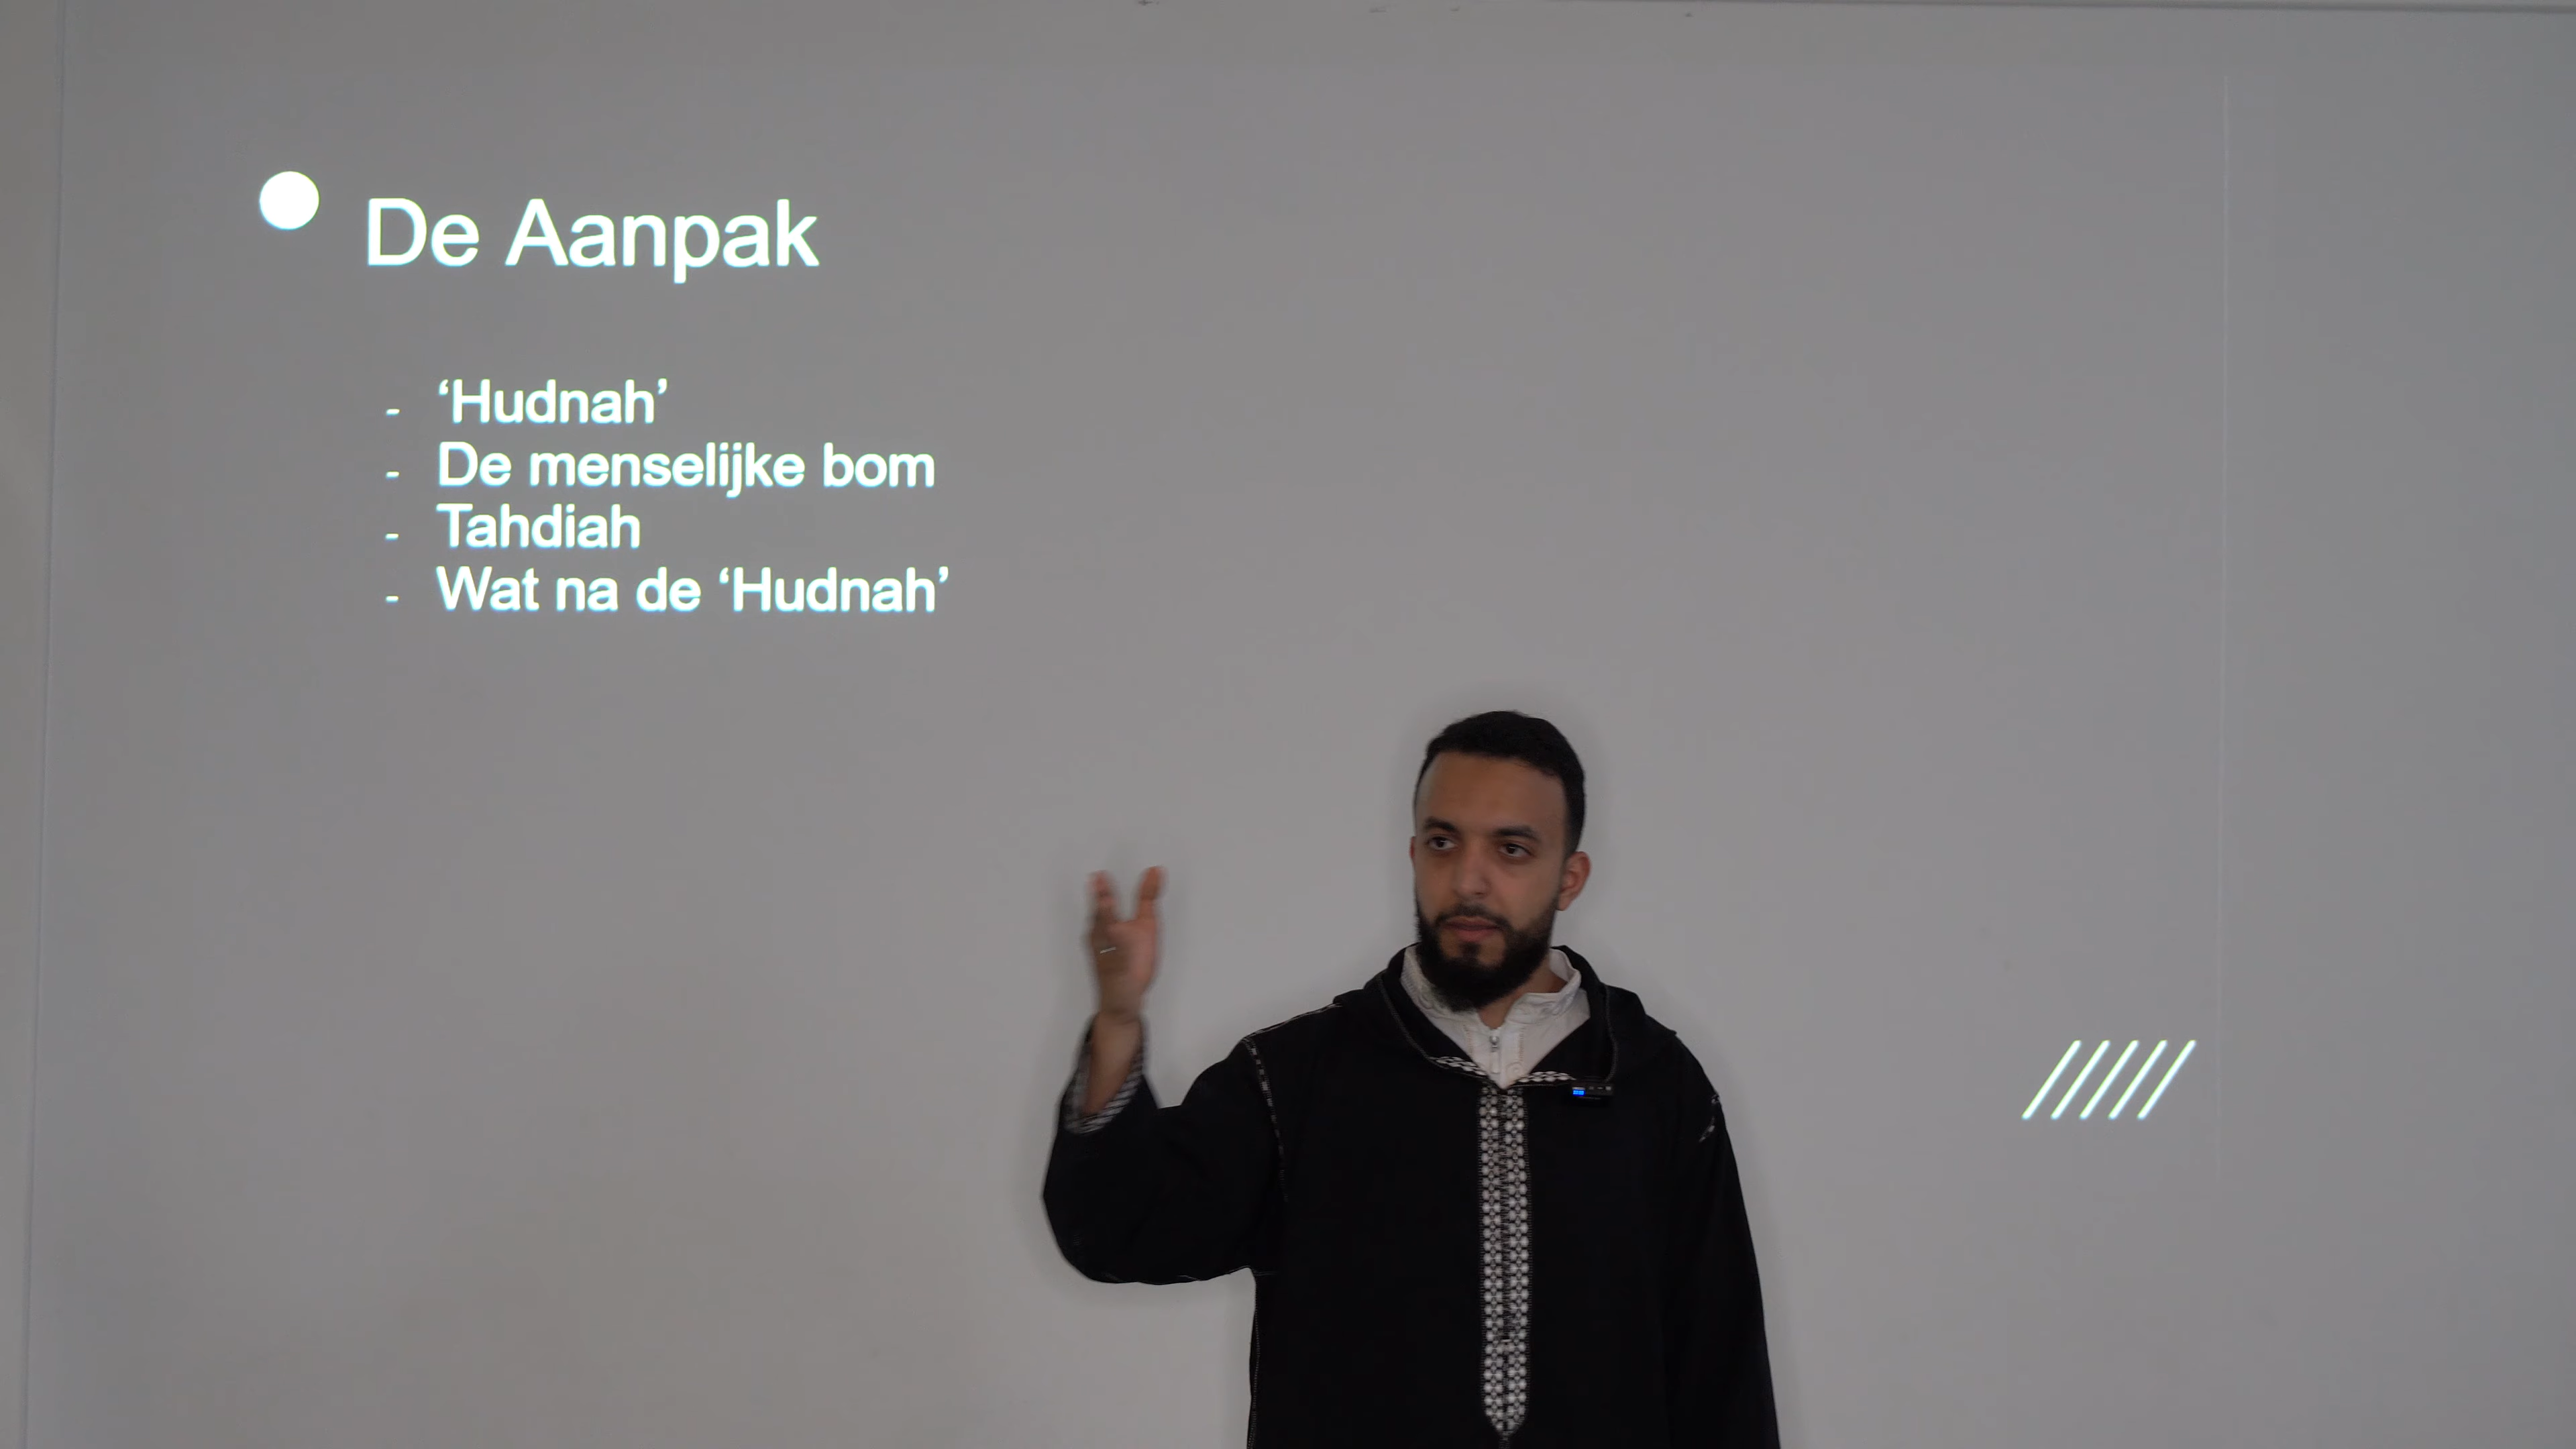 De Aanpak
- ‘Hudnah’
- De menselijke bom
- Tahdiah
- Wat na de ‘Hudnah’